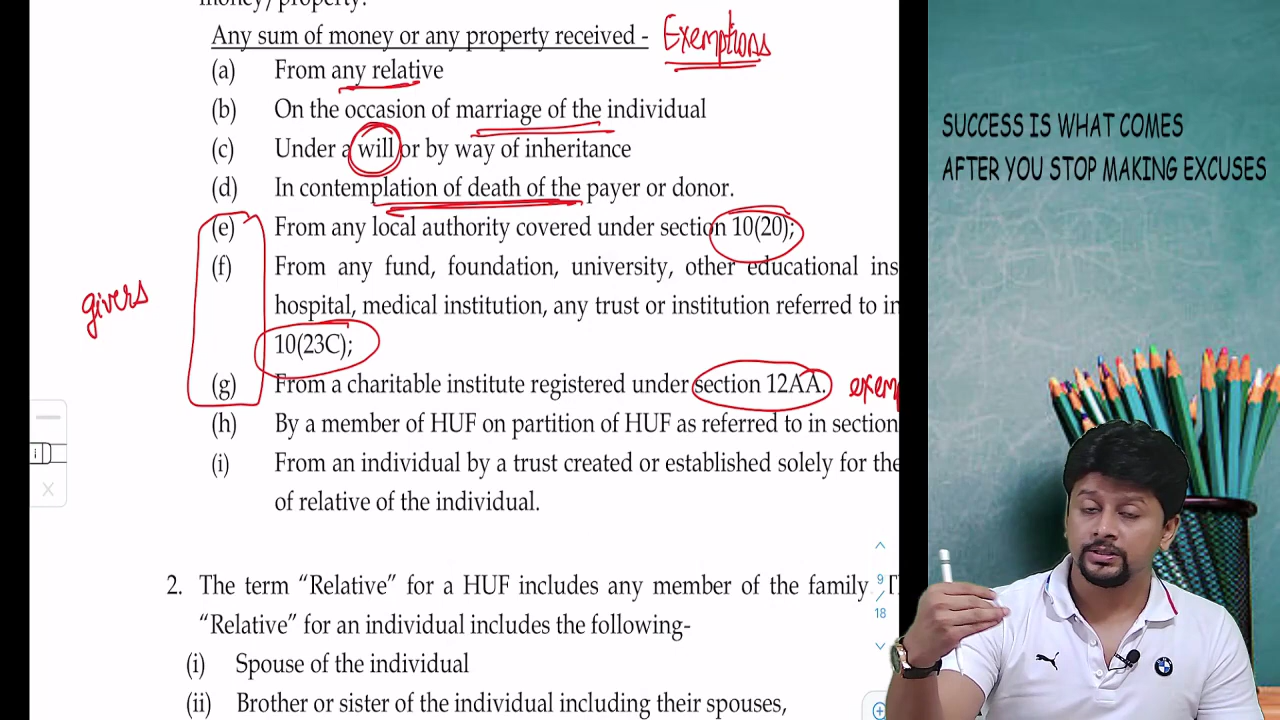 money/property.
Any sum of money or any property received - Exemptions
(a) From any relative
(b) On the occasion of marriage of the individual
(c) Under a will or by way of inheritance
(d) In contemplation of death of the payer or donor.
(e) From any local authority covered under section 10(20);
(f) From any fund, foundation, university, other educational ins
hospital, medical institution, any trust or institution referred to in
10(23C);
givers
(g) From a charitable institute registered under section 12AA. exem
(h) By a member of HUF on partition of HUF as referred to in section
(i) From an individual by a trust created or established solely for the
of relative of the individual.
2. The term “Relative” for a HUF includes any member of the family
“Relative” for an individual includes the following-
(i) Spouse of the individual
(ii) Brother or sister of the individual including their spouses,
9
/
18
SUCCESS IS WHAT COMES
AFTER YOU STOP MAKING EXCUSES